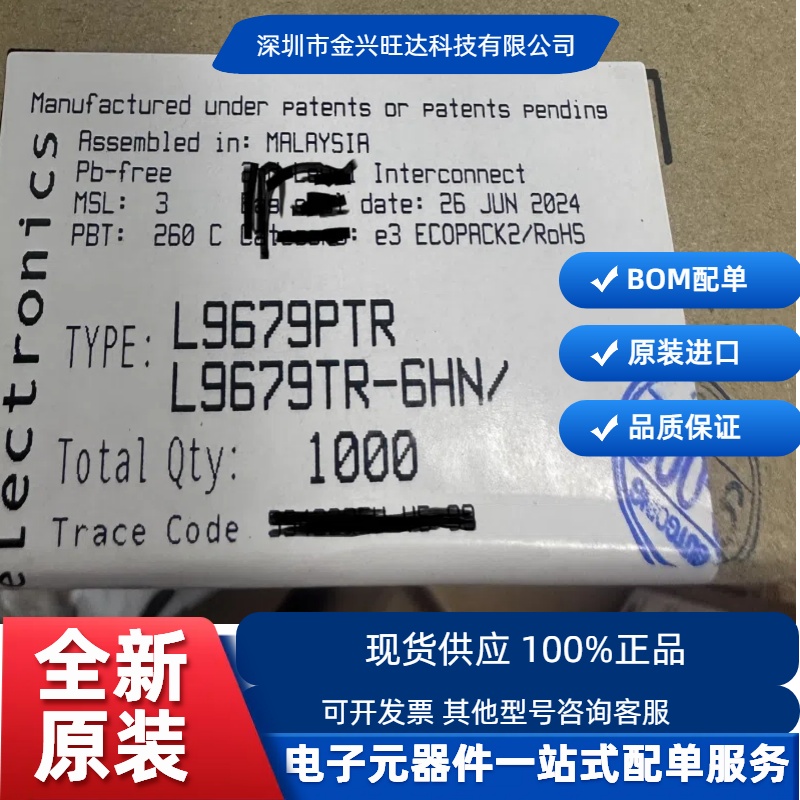 深圳市金兴旺达科技有限公司
Manufactured under patents or patents pending
Assembled in: MALAYSIA
Pb-free Interconnect
MSL: 3 date: 26 JUN 2024
PBT: 260 C : e3 ECOPACK2/RoHS
TYPE: L9679PTR
L9679TR-6HN/
Total Qty: 1000
Trace Code
electronics
BOM配单
原装进口
品质保证
全新
原装
现货供应 100%正品
可开发票 其他型号咨询客服
电子元器件一站式配单服务